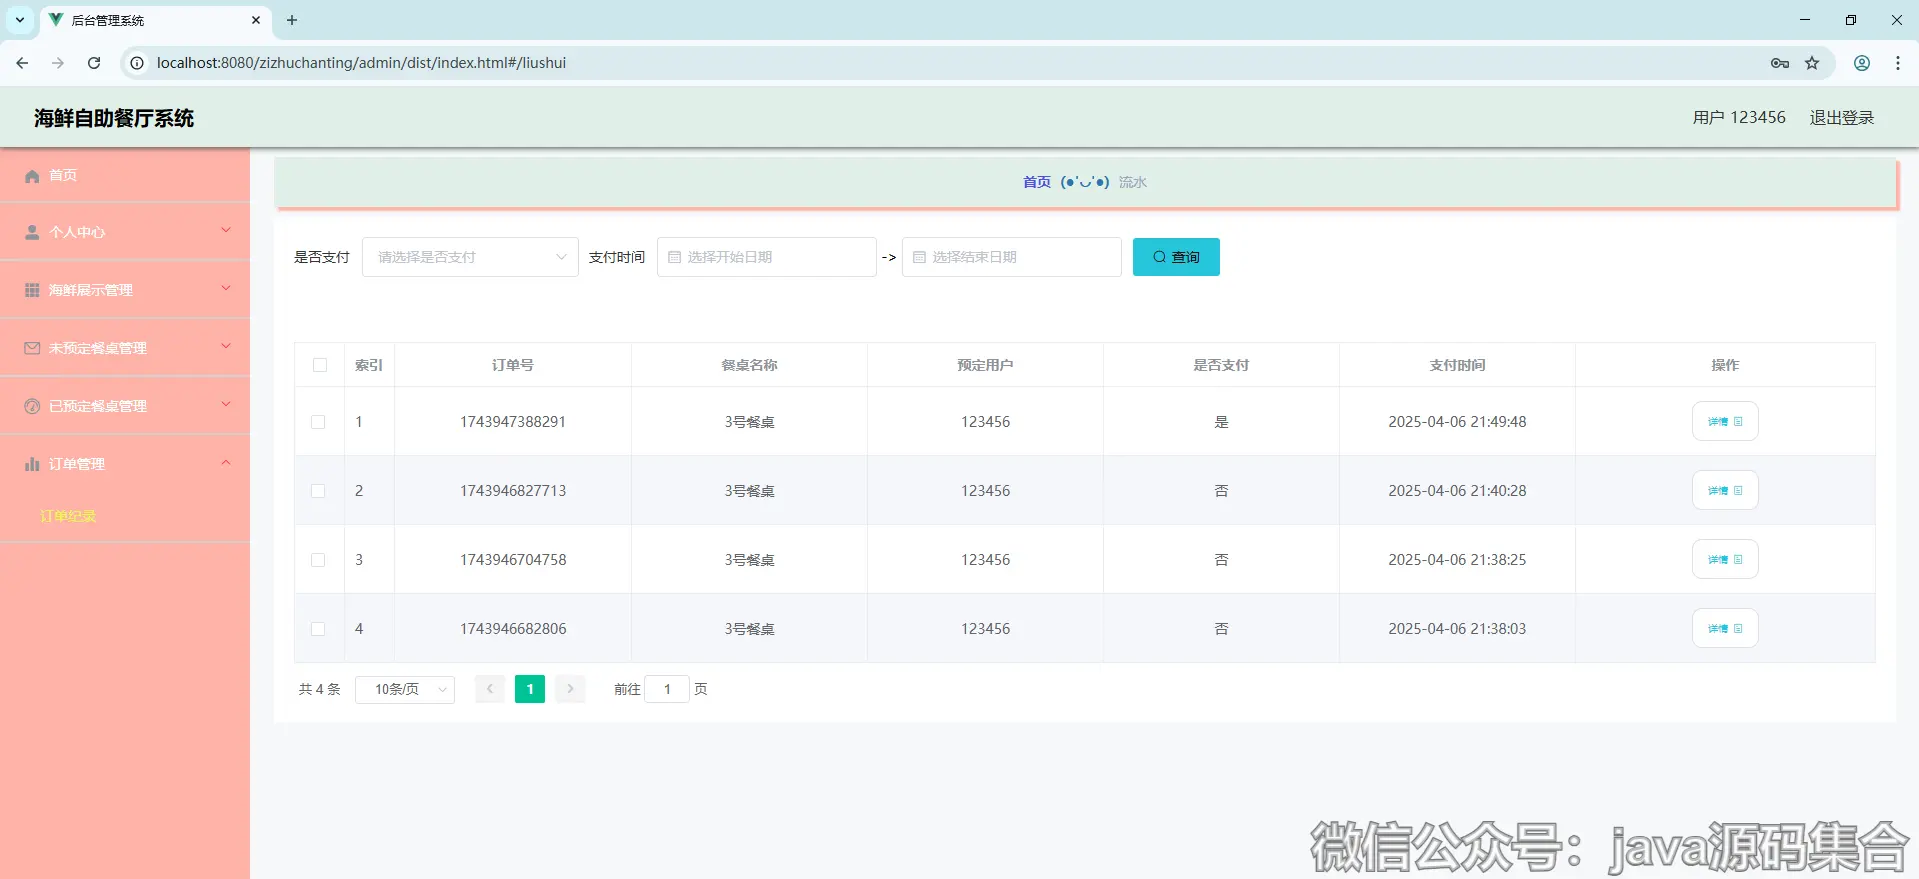 后台管理系统
localhost:8080/zizhuchanting/admin/dist/index.html#/liushui
海鲜自助餐厅系统
用户 123456 退出登录
首页
个人中心
海鲜展示管理
未预定餐桌管理
已预定餐桌管理
订单管理
订单纪录
首页 (●'◡'●) 流水
是否支付 请选择是否支付 支付时间 选择开始日期 -> 选择结束日期 查询
索引 订单号 餐桌名称 预定用户 是否支付 支付时间 操作
1 1743947388291 3号餐桌 123456 是 2025-04-06 21:49:48 详情
2 1743946827713 3号餐桌 123456 否 2025-04-06 21:40:28 详情
3 1743946704758 3号餐桌 123456 否 2025-04-06 21:38:25 详情
4 1743946682806 3号餐桌 123456 否 2025-04-06 21:38:03 详情
共 4 条 10条/页 1 前往 1 页
微信公众号：java源码集合